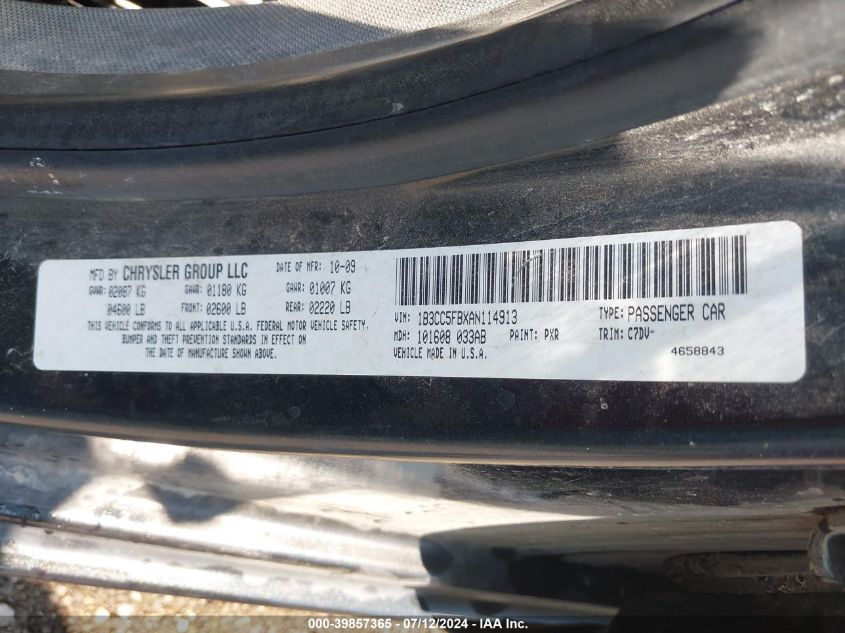 MFD BY CHRYSLER GROUP LLC DATE OF MFR: 10-09
GVWR: 02087 KG GAWR: 01180 KG GAWR: 01007 KG
04600 LB FRONT: 02600 LB REAR: 02220 LB
THIS VEHICLE CONFORMS TO ALL APPLICABLE U.S.A. FEDERAL MOTOR VEHICLE SAFETY,
BUMPER AND THEFT PREVENTION STANDARDS IN EFFECT ON
THE DATE OF MANUFACTURE SHOWN ABOVE.
VIN: 1B3CC5FBXAN114913 TYPE: PASSENGER CAR
MDH: 101608 033AB PAINT: PXR TRIM: C7DV-
VEHICLE MADE IN U.S.A. 4658843
000-39857365 - 07/12/2024 - IAA Inc.